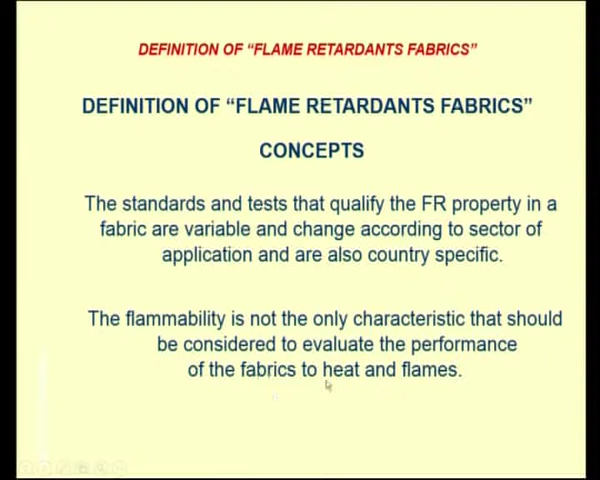 DEFINITION OF “FLAME RETARDANTS FABRICS”
DEFINITION OF “FLAME RETARDANTS FABRICS”
CONCEPTS
The standards and tests that qualify the FR property in a
fabric are variable and change according to sector of
application and are also country specific.
The flammability is not the only characteristic that should
be considered to evaluate the performance
of the fabrics to heat and flames.